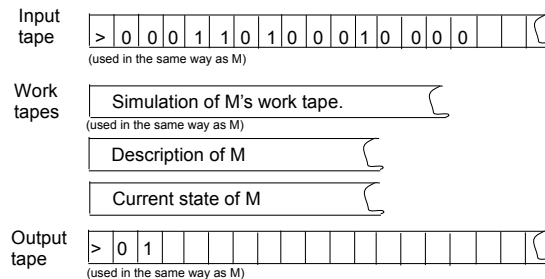 Input tape
> 0 0 0 1 1 0 1 0 0 0 1 0 0 0 0
(used in the same way as M)
Work tapes
Simulation of M's work tape.
(used in the same way as M)
Description of M
Current state of M
Output tape
> 0 1
(used in the same way as M)